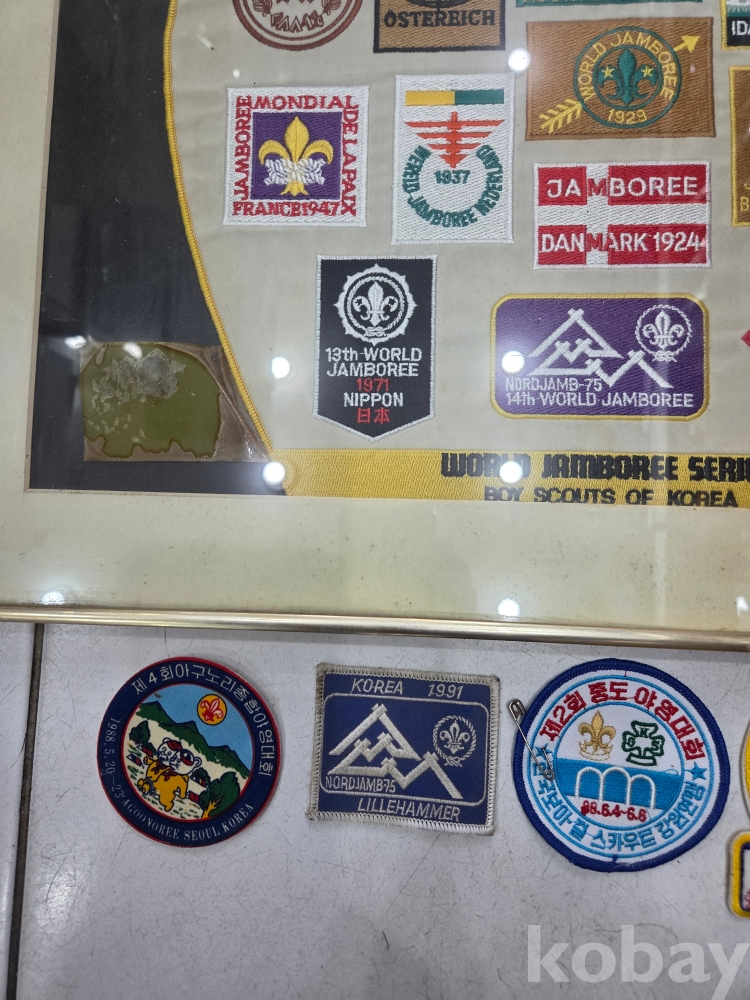 ÖSTERREICH
WORLD JAMBOREE
1929
JAMBOREE
MONDIAL
DE LA PAIX
FRANCE 1947
1937
WERELD-JAMBOREE NEDERLAND
JAMBOREE
DANMARK 1924
13th WORLD
JAMBOREE
1971
NIPPON
日本
NORDJAMB-75
14th WORLD JAMBOREE
WORLD JAMBOREE
BOY SCOUTS OF KOREA
제4회아구노리종합야영대회
1988.5.20~23
AGOONOREE SEOUL KOREA
KOREA 1991
NORDJAMB-75
LILLEHAMMER
제2회 중도 야영대회
88.6.4-6.6
스카우트 강원연맹
kobay